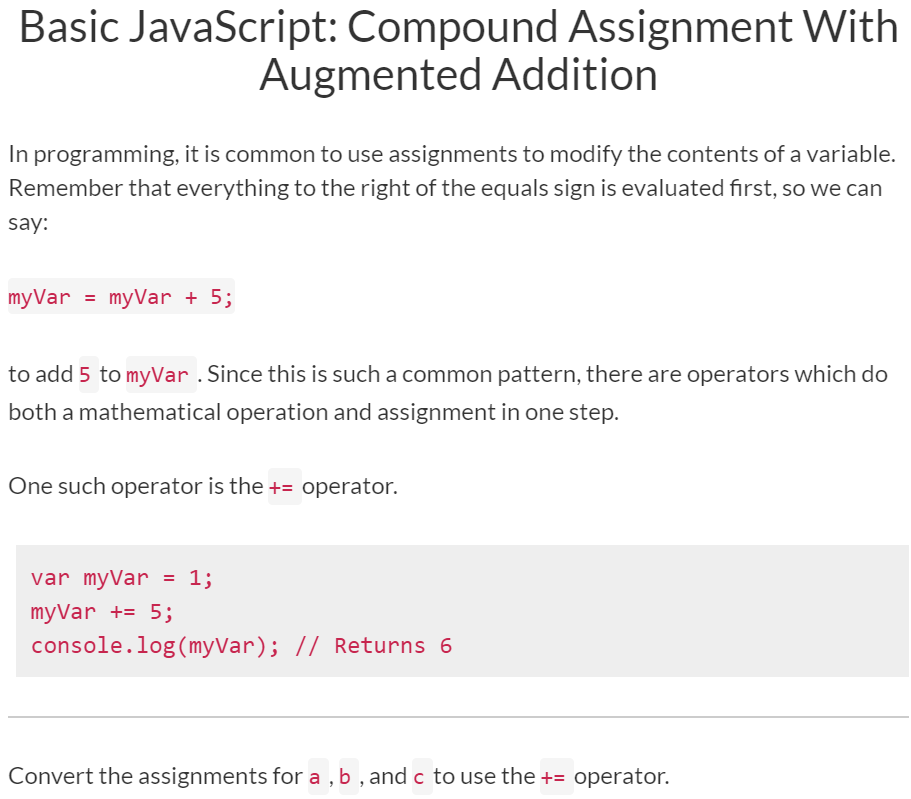 Basic JavaScript: Compound Assignment With
Augmented Addition
In programming, it is common to use assignments to modify the contents of a variable.
Remember that everything to the right of the equals sign is evaluated first, so we can
say:
myVar = myVar + 5;
to add 5 to myVar . Since this is such a common pattern, there are operators which do
both a mathematical operation and assignment in one step.
One such operator is the += operator.
var myVar = 1;
myVar += 5;
console.log(myVar); // Returns 6
Convert the assignments for a , b , and c to use the += operator.